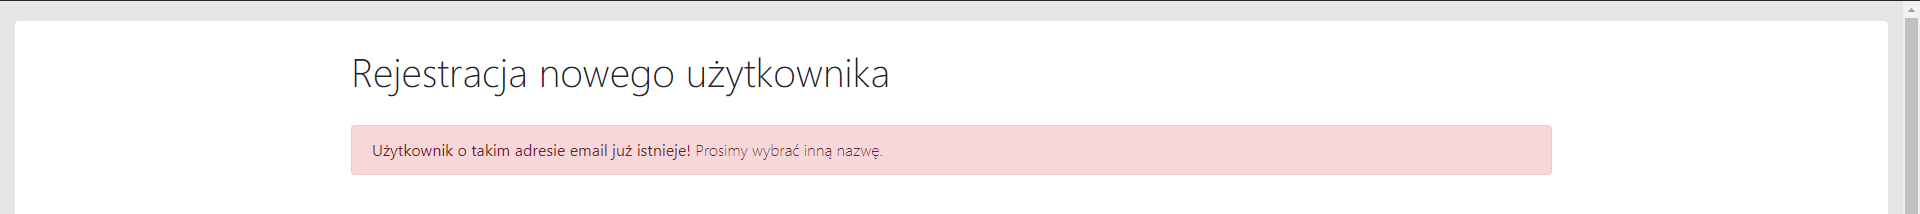 Rejestracja nowego użytkownika
Użytkownik o takim adresie email już istnieje! Prosimy wybrać inną nazwę.